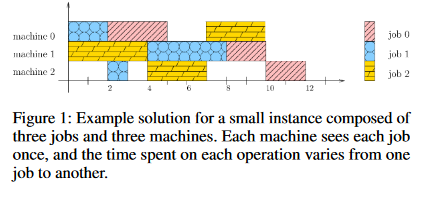 machine 0
machine 1
machine 2
2 4 6 8 10 12
job 0
job 1
job 2
Figure 1: Example solution for a small instance composed of
three jobs and three machines. Each machine sees each job
once, and the time spent on each operation varies from one
job to another.